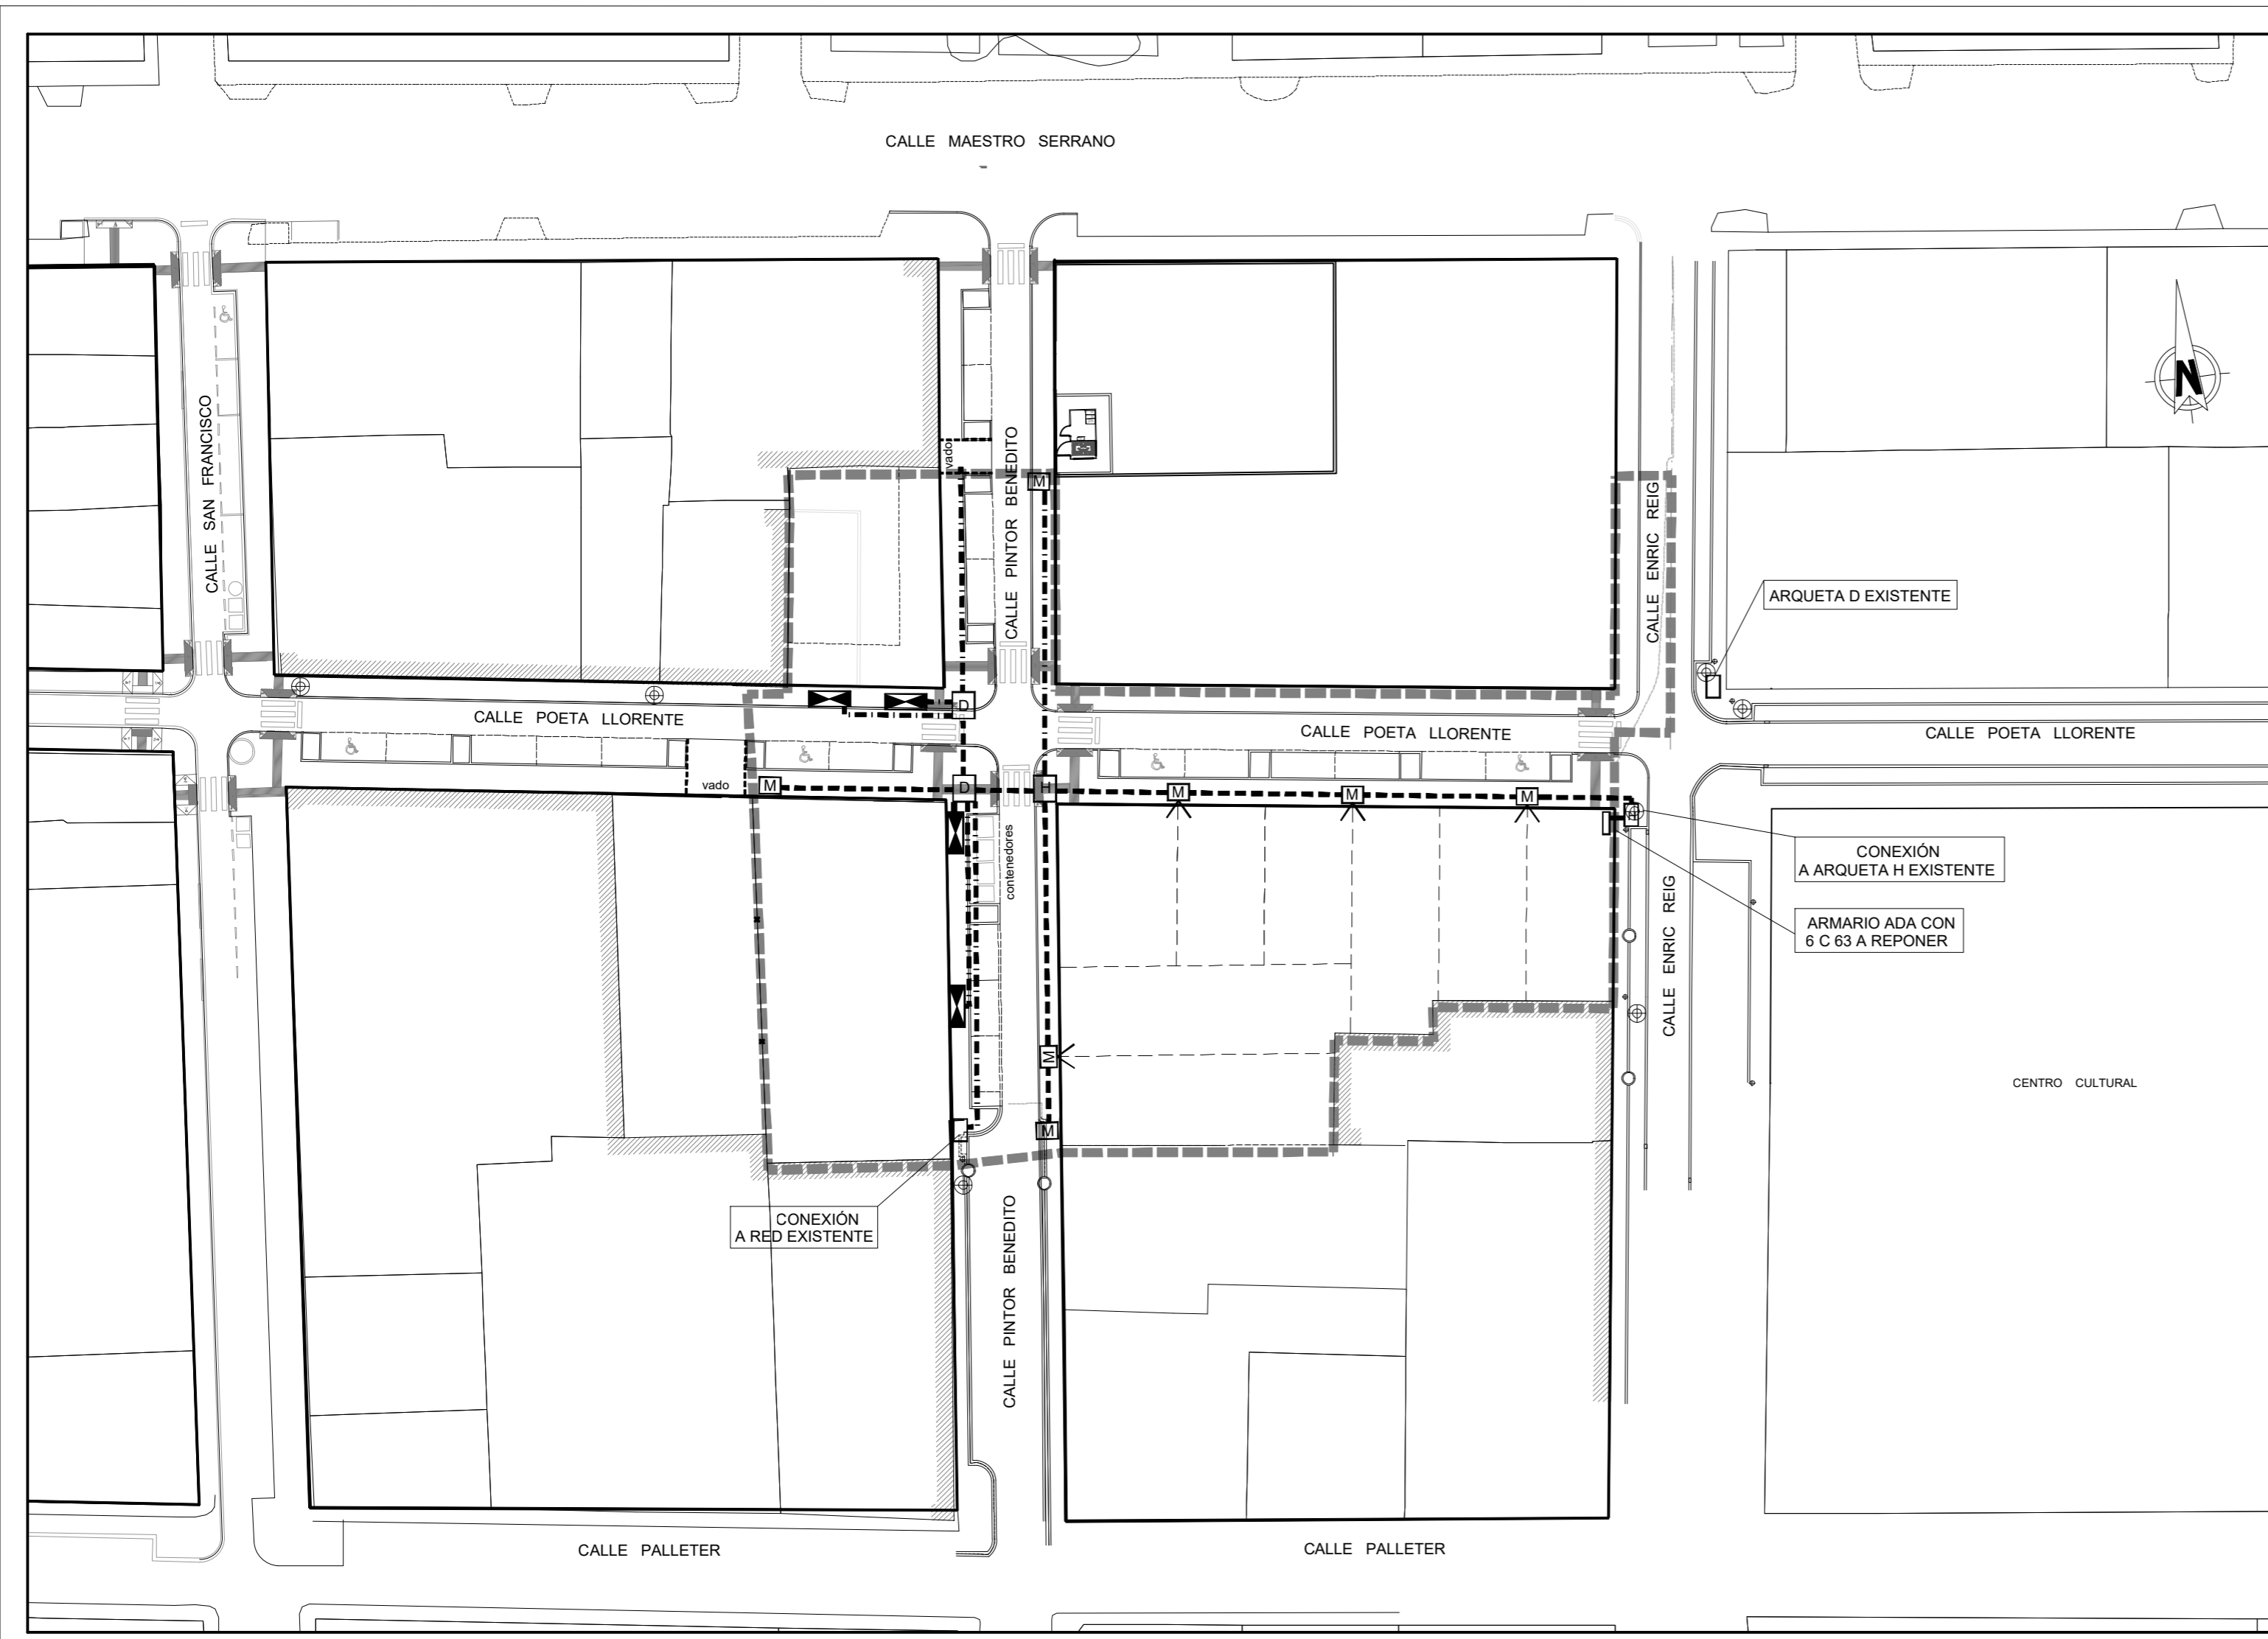 CALLE MAESTRO SERRANO
N
CALLE SAN FRANCISCO
vado
CALLE PINTOR BENEDITO
M
CALLE ENRIC REIG
ARQUETA D EXISTENTE
D
CALLE POETA LLORENTE
CALLE POETA LLORENTE
CALLE POETA LLORENTE
vado
M
D
H
M
M
M
H
contenedores
CONEXIÓN
A ARQUETA H EXISTENTE
ARMARIO ADA CON
6 C 63 A REPONER
CALLE ENRIC REIG
M
CENTRO CULTURAL
M
CONEXIÓN
A RED EXISTENTE
CALLE PINTOR BENEDITO
CALLE PALLETER
CALLE PALLETER